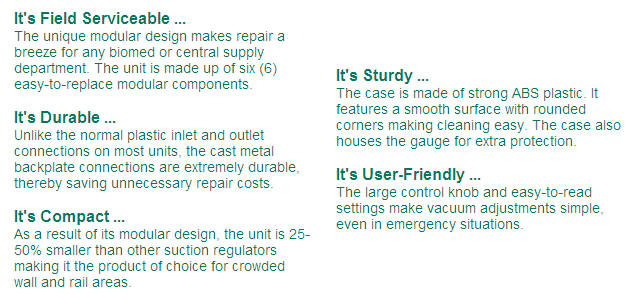 It's Field Serviceable ...
The unique modular design makes repair a
breeze for any biomed or central supply
department. The unit is made up of six (6)
easy-to-replace modular components.
It's Durable ...
Unlike the normal plastic inlet and outlet
connections on most units, the cast metal
backplate connections are extremely durable,
thereby saving unnecessary repair costs.
It's Compact ...
As a result of its modular design, the unit is 25-
50% smaller than other suction regulators
making it the product of choice for crowded
wall and rail areas.
It's Sturdy ...
The case is made of strong ABS plastic. It
features a smooth surface with rounded
corners making cleaning easy. The case also
houses the gauge for extra protection.
It's User-Friendly ...
The large control knob and easy-to-read
settings make vacuum adjustments simple,
even in emergency situations.